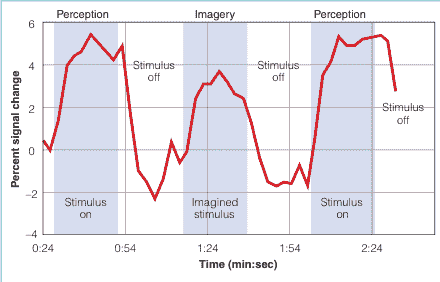 Perception Imagery Perception
6
4
2
0
–2
–4
Percent signal change
Stimulus
off
Stimulus
off
Stimulus
off
Stimulus
on
Imagined
stimulus
Stimulus
on
0:24 0:54 1:24 1:54 2:24
Time (min:sec)